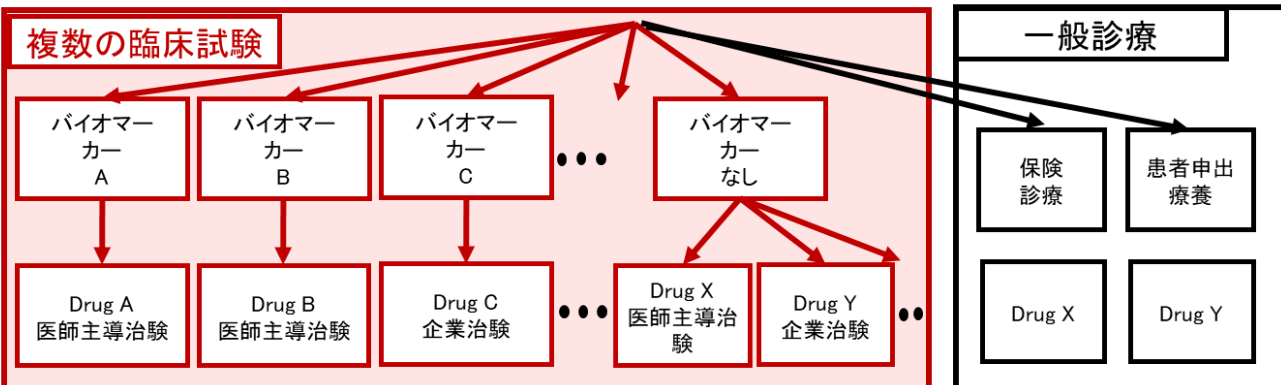 複数の臨床試験
一般診療
バイオマー
カー
A
バイオマー
カー
B
バイオマー
カー
C
•••
バイオマー
カー
なし
保険
診療
患者申出
療養
Drug A
医師主導治験
Drug B
医師主導治験
Drug C
企業治験
•••
Drug X
医師主導治
験
Drug Y
企業治験
••
Drug X
Drug Y